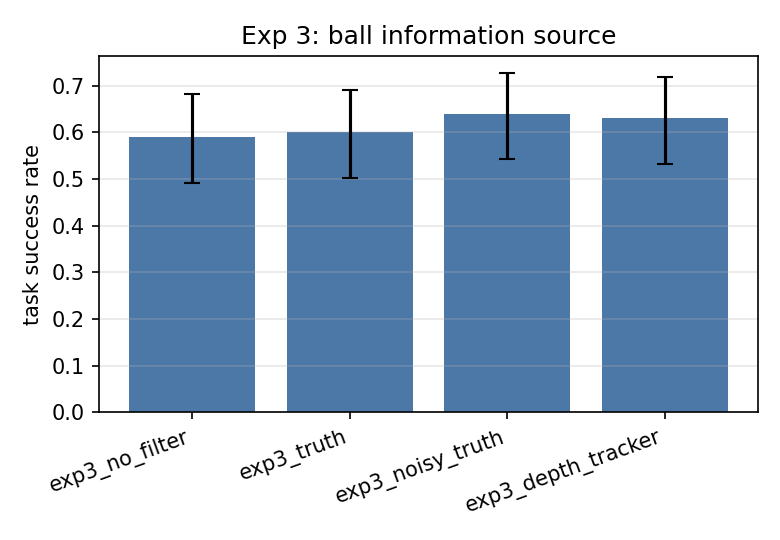 Exp 3: ball information source
task success rate
0.7
0.6
0.5
0.4
0.3
0.2
0.1
0.0
exp3_no_filter
exp3_truth
exp3_noisy_truth
exp3_depth_tracker